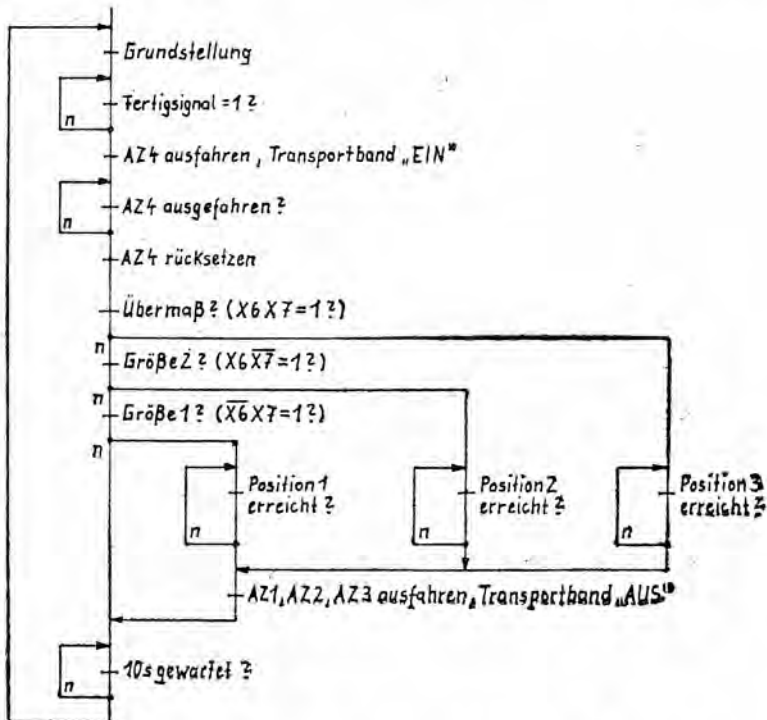 Grundstellung
Fertigsignal = 1?
n
AZ4 ausfahren, Transportband „EIN"
AZ4 ausgefahren?
n
AZ4 rücksetzen
Übermaß? (X6 X7 = 1?)
n
Größe 2? (X6 X̅7̅ = 1?)
n
Größe 1? (X̅6̅ X7 = 1?)
n
Position 1 Position 2 Position 3
erreicht? erreicht? erreicht?
n n n
AZ1, AZ2, AZ3 ausfahren, Transportband „AUS"
10s gewartet?
n